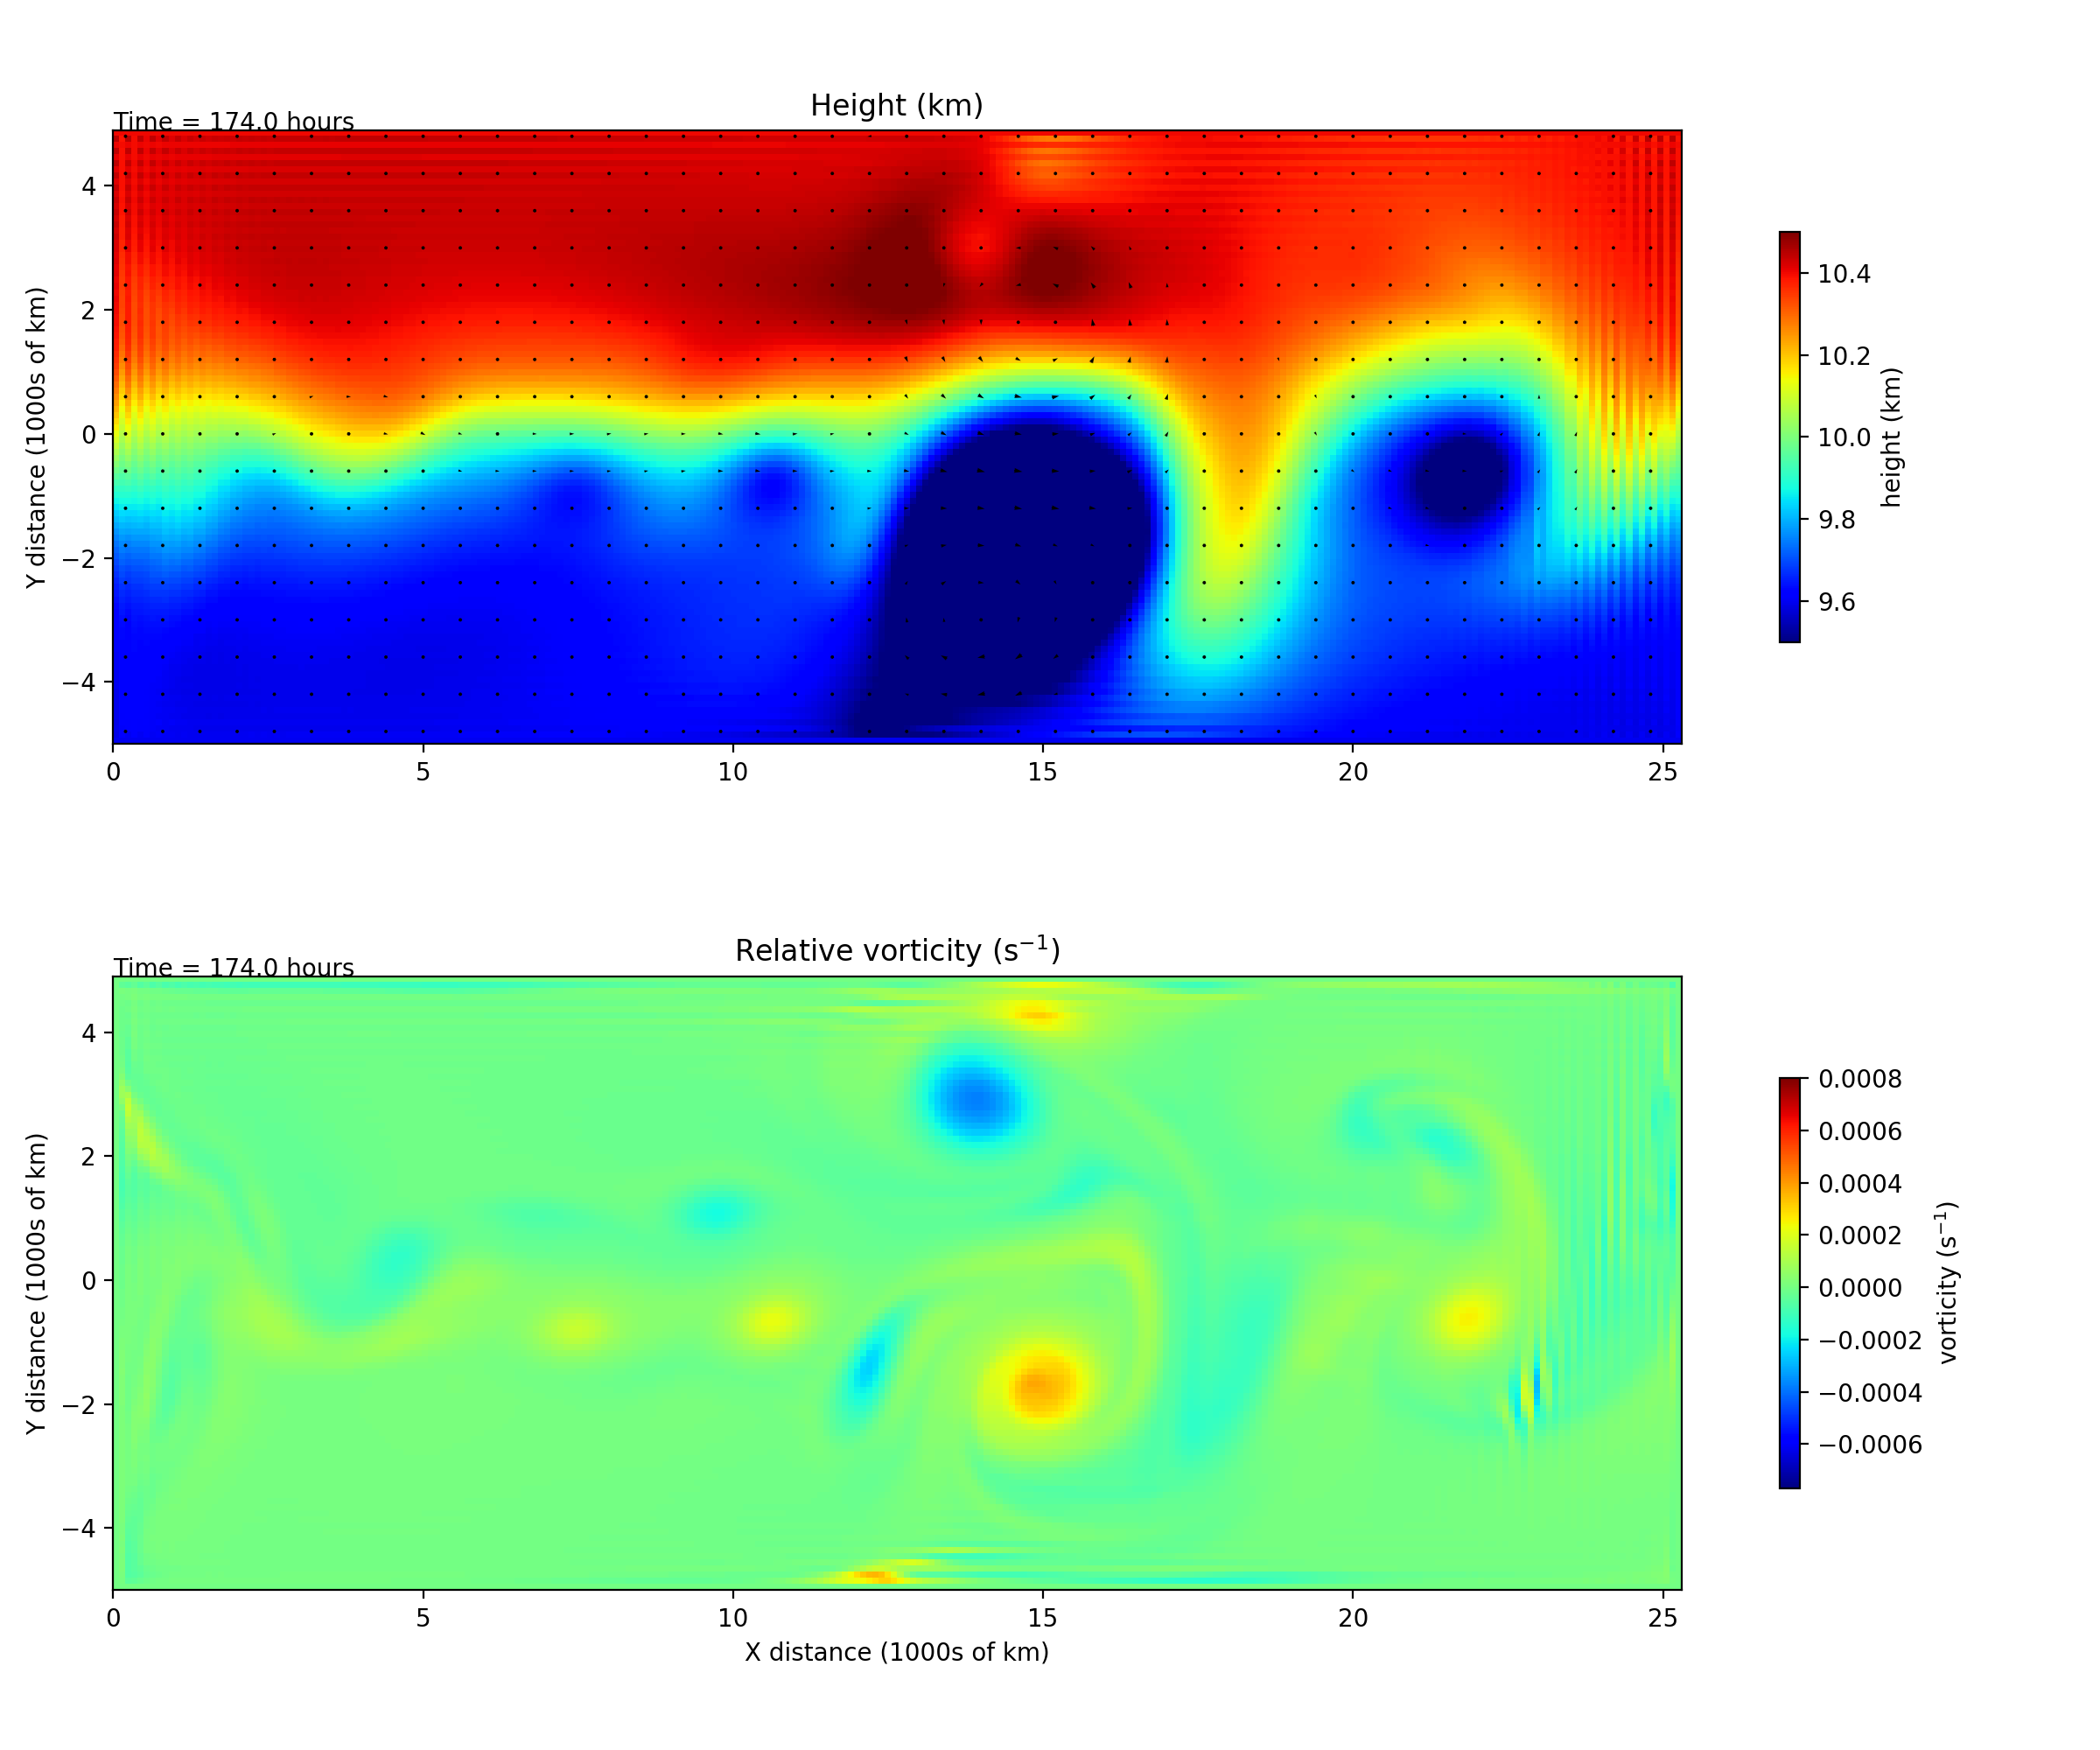 Height (km)
Time = 174.0 hours
Y distance (1000s of km)
4
2
0
−2
−4
0 5 10 15 20 25
10.4
10.2
10.0
9.8
9.6
height (km)
Relative vorticity (s⁻¹)
Time = 174.0 hours
Y distance (1000s of km)
4
2
0
−2
−4
0 5 10 15 20 25
X distance (1000s of km)
0.0008
0.0006
0.0004
0.0002
0.0000
−0.0002
−0.0004
−0.0006
vorticity (s⁻¹)